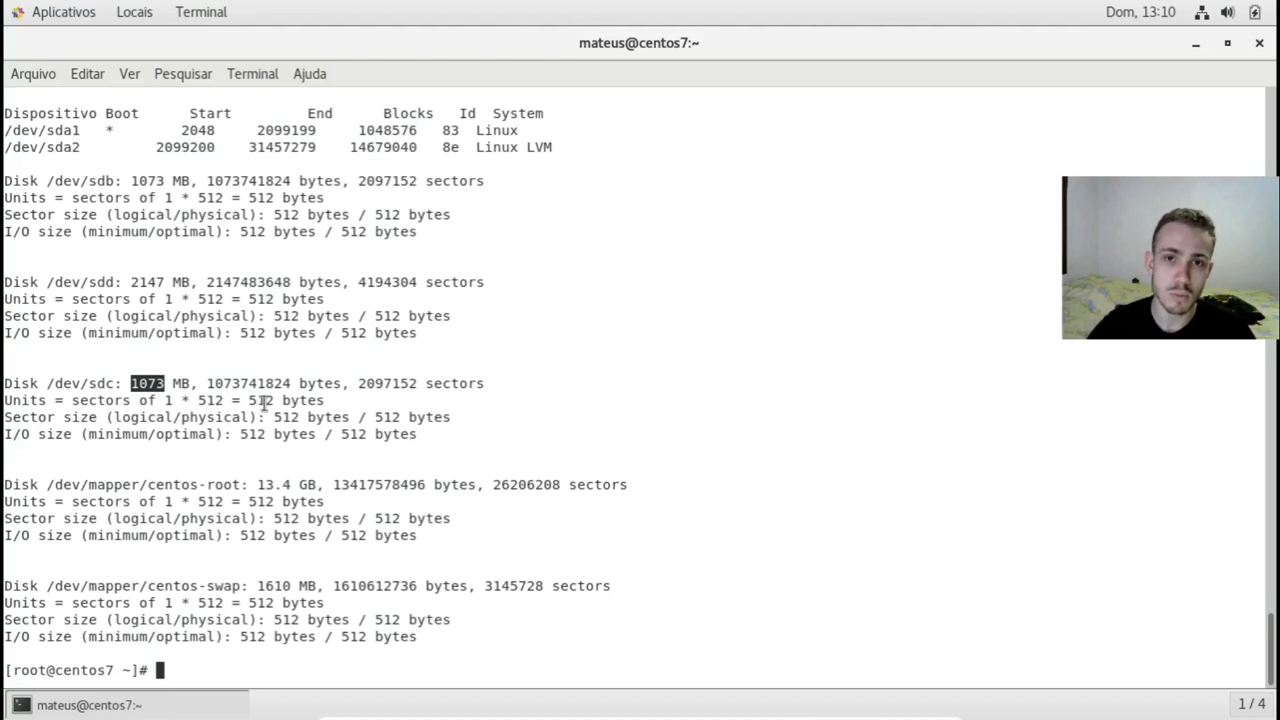 Aplicativos Locais Terminal Dom, 13:10
mateus@centos7:~
Arquivo Editar Ver Pesquisar Terminal Ajuda
Dispositivo Boot Start End Blocks Id System
/dev/sda1 * 2048 2099199 1048576 83 Linux
/dev/sda2 2099200 31457279 14679040 8e Linux LVM
Disk /dev/sdb: 1073 MB, 1073741824 bytes, 2097152 sectors
Units = sectors of 1 * 512 = 512 bytes
Sector size (logical/physical): 512 bytes / 512 bytes
I/O size (minimum/optimal): 512 bytes / 512 bytes
Disk /dev/sdd: 2147 MB, 2147483648 bytes, 4194304 sectors
Units = sectors of 1 * 512 = 512 bytes
Sector size (logical/physical): 512 bytes / 512 bytes
I/O size (minimum/optimal): 512 bytes / 512 bytes
Disk /dev/sdc: 1073 MB, 1073741824 bytes, 2097152 sectors
Units = sectors of 1 * 512 = 512 bytes
Sector size (logical/physical): 512 bytes / 512 bytes
I/O size (minimum/optimal): 512 bytes / 512 bytes
Disk /dev/mapper/centos-root: 13.4 GB, 13417578496 bytes, 26206208 sectors
Units = sectors of 1 * 512 = 512 bytes
Sector size (logical/physical): 512 bytes / 512 bytes
I/O size (minimum/optimal): 512 bytes / 512 bytes
Disk /dev/mapper/centos-swap: 1610 MB, 1610612736 bytes, 3145728 sectors
Units = sectors of 1 * 512 = 512 bytes
Sector size (logical/physical): 512 bytes / 512 bytes
I/O size (minimum/optimal): 512 bytes / 512 bytes
[root@centos7 ~]#
mateus@centos7:~ 1 / 4